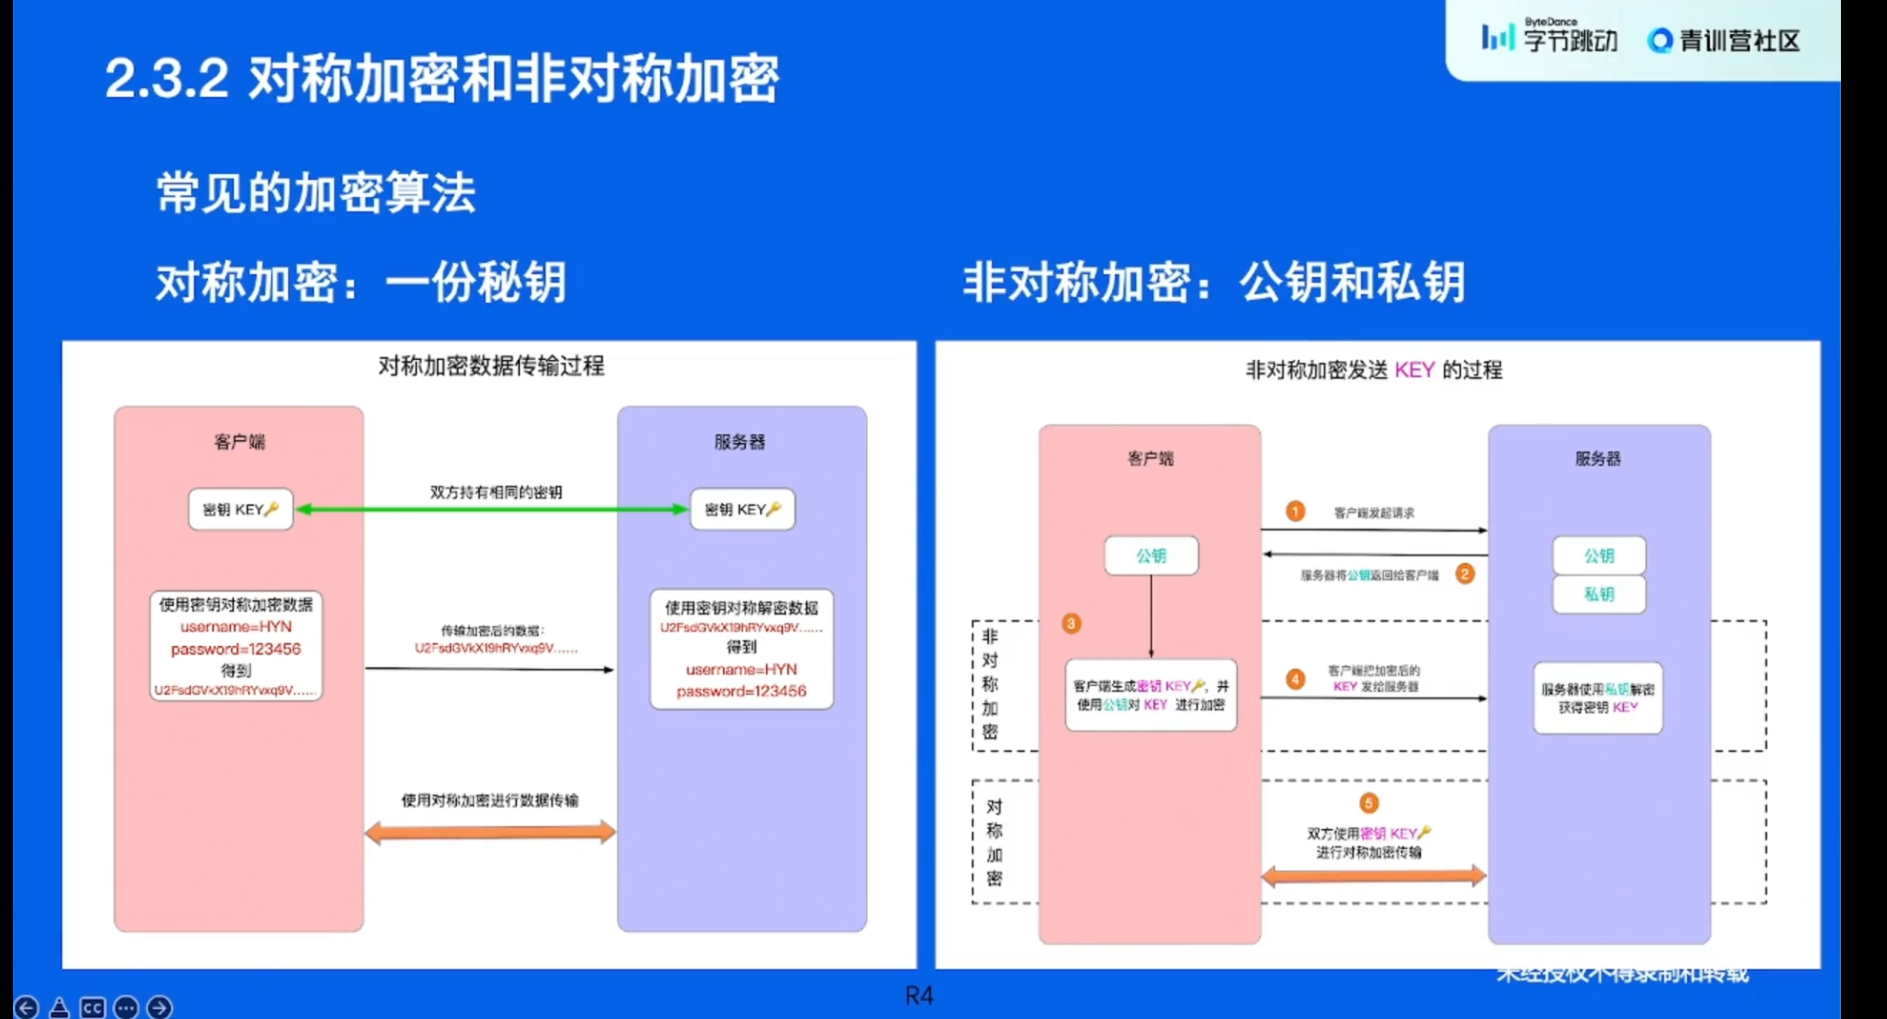 ByteDance
字节跳动
青训营社区
2.3.2 对称加密和非对称加密
常见的加密算法
对称加密：一份秘钥
非对称加密：公钥和私钥
对称加密数据传输过程
客户端
服务器
密钥 KEY
双方持有相同的密钥
密钥 KEY
使用密钥对称加密数据
username=HYN
password=123456
得到
U2FsdGVkX19hRYvxq9V......
传输加密后的数据：
U2FsdGVkX19hRYvxq9V......
使用密钥对称解密数据
U2FsdGVkX19hRYvxq9V......
得到
username=HYN
password=123456
使用对称加密进行数据传输
非对称加密发送 KEY 的过程
客户端
服务器
1 客户端发起请求
公钥
服务器将公钥返回给客户端 2
公钥
私钥
非对称加密
3
客户端生成密钥 KEY，并
使用公钥对 KEY 进行加密
4 客户端把加密后的
KEY 发给服务器
服务器使用私钥解密
获得密钥 KEY
对称加密
5
双方使用密钥 KEY
进行对称加密传输
未经授权不得录制和转载
R4
CC